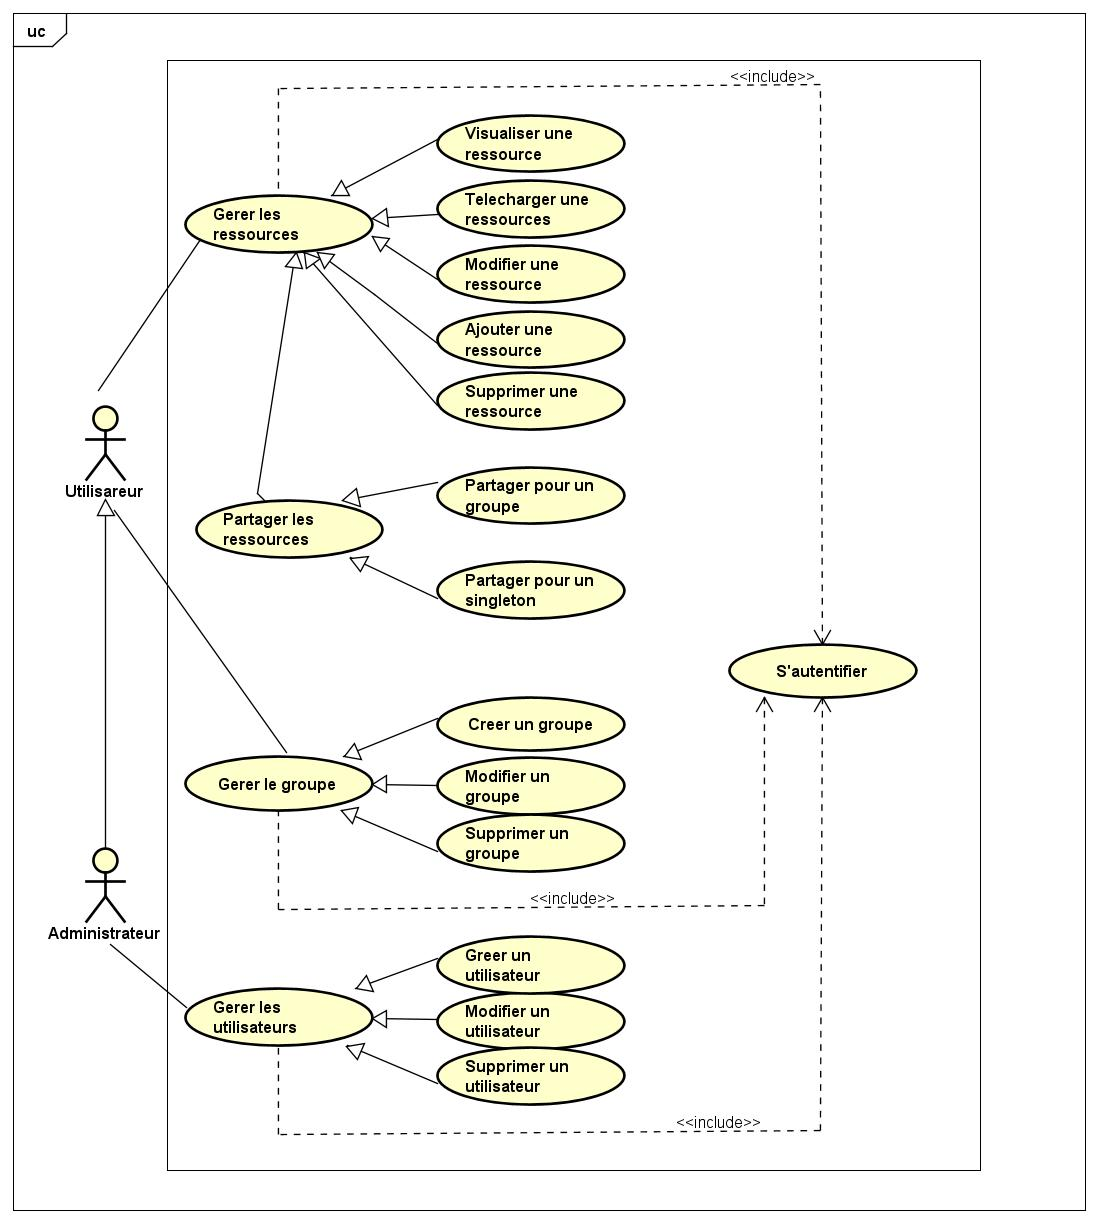 uc
<<include>>
Visualiser une
ressource
Telecharger une
ressources
Gerer les
ressources
Modifier une
ressource
Ajouter une
ressource
Supprimer une
ressource
Utilisareur
Partager pour un
groupe
Partager les
ressources
Partager pour un
singleton
S'autentifier
Creer un groupe
Gerer le groupe
Modifier un
groupe
Supprimer un
groupe
<<include>>
Administrateur
Greer un
utilisateur
Gerer les
utilisateurs
Modifier un
utilisateur
Supprimer un
utilisateur
<<include>>